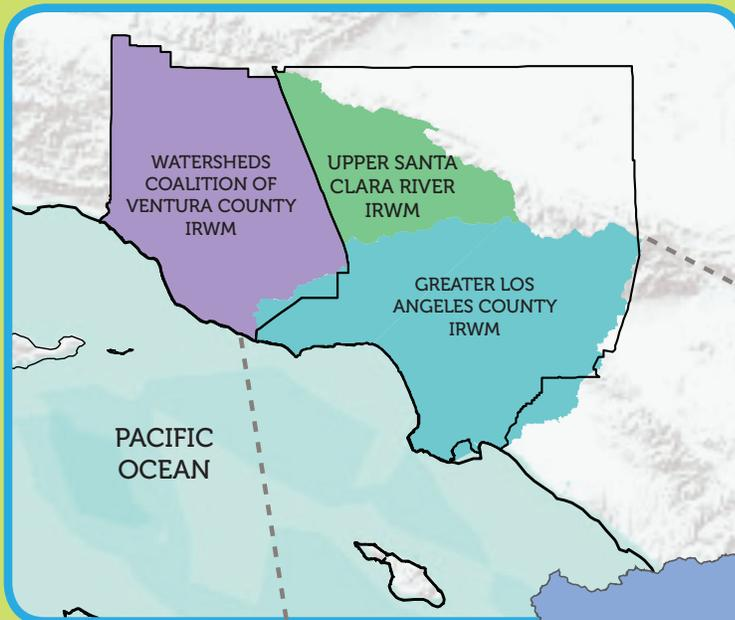 WATERSHEDS
COALITION OF
VENTURA COUNTY
IRWM
UPPER SANTA
CLARA RIVER
IRWM
GREATER LOS
ANGELES COUNTY
IRWM
PACIFIC
OCEAN